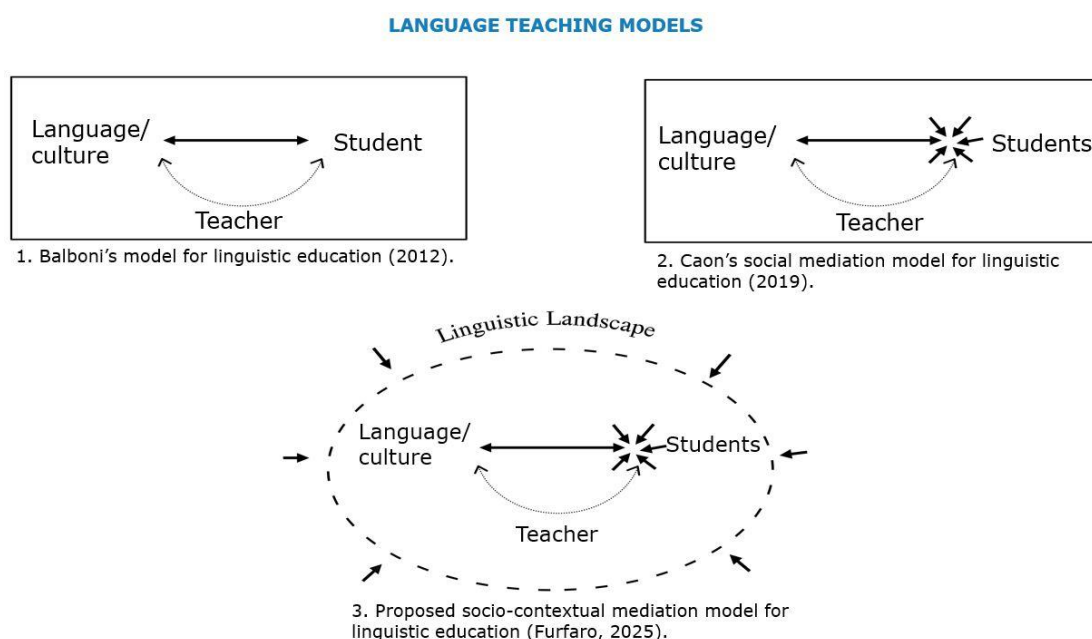 LANGUAGE TEACHING MODELS
Language/
culture
Student
Teacher
1. Balboni’s model for linguistic education (2012).
Language/
culture
Students
Teacher
2. Caon’s social mediation model for linguistic
education (2019).
Linguistic Landscape
Language/
culture
Students
Teacher
3. Proposed socio-contextual mediation model for
linguistic education (Furfaro, 2025).